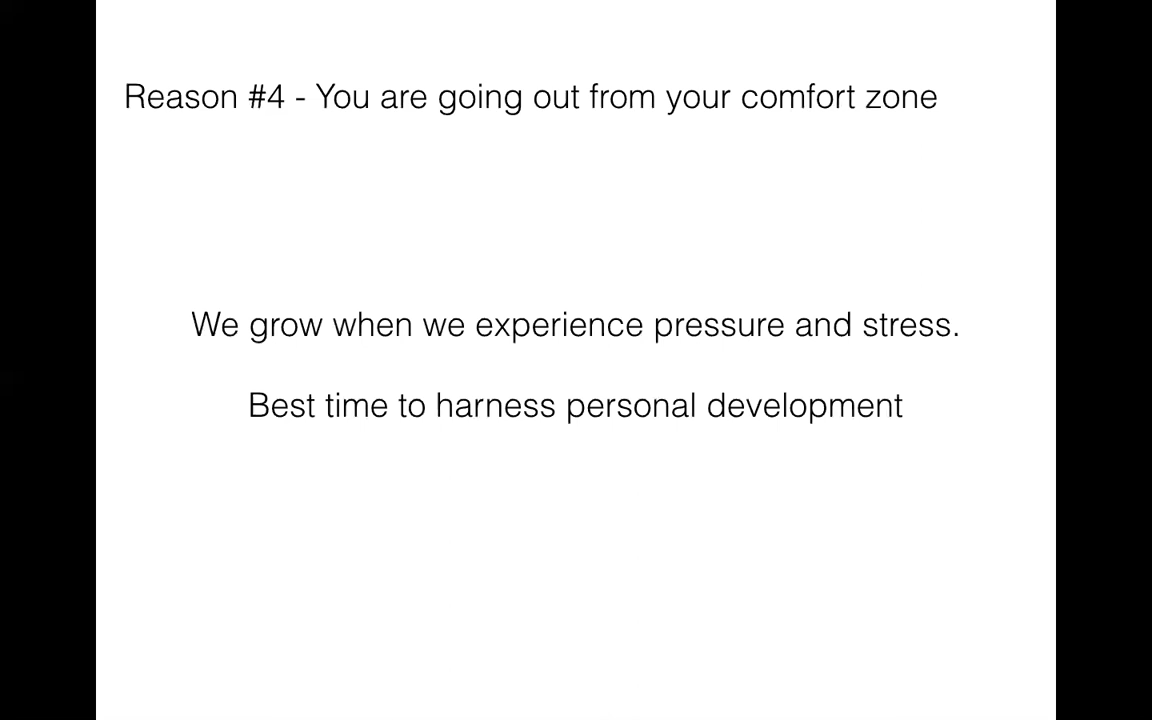 Reason #4 - You are going out from your comfort zone
We grow when we experience pressure and stress.
Best time to harness personal development